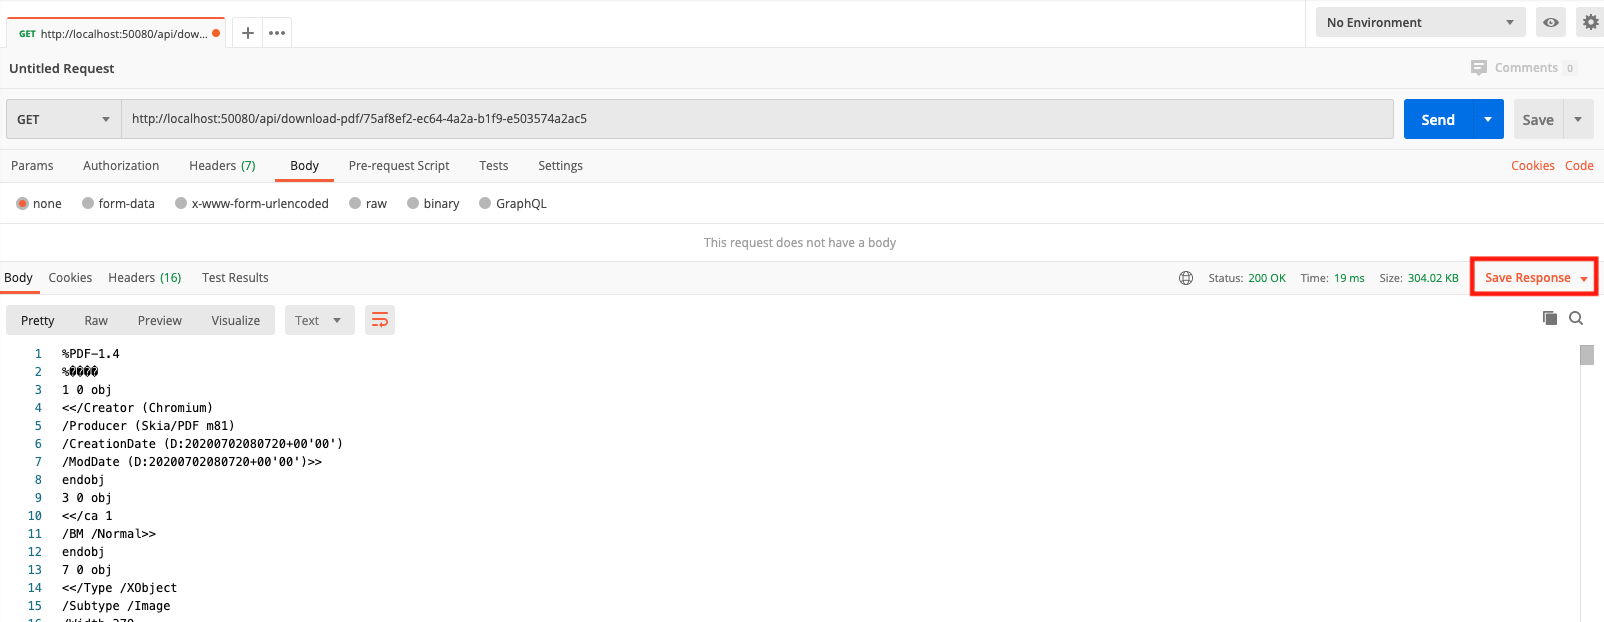 GET http://localhost:50080/api/dow...
No Environment
Untitled Request
Comments 0
GET http://localhost:50080/api/download-pdf/75af8ef2-ec64-4a2a-b1f9-e503574a2ac5 Send Save
Params Authorization Headers (7) Body Pre-request Script Tests Settings Cookies Code
none form-data x-www-form-urlencoded raw binary GraphQL
This request does not have a body
Body Cookies Headers (16) Test Results Status: 200 OK Time: 19 ms Size: 304.02 KB Save Response
Pretty Raw Preview Visualize Text
1 %PDF-1.4
2 %����
3 1 0 obj
4 <</Creator (Chromium)
5 /Producer (Skia/PDF m81)
6 /CreationDate (D:20200702080720+00'00')
7 /ModDate (D:20200702080720+00'00')>>
8 endobj
9 3 0 obj
10 <</ca 1
11 /BM /Normal>>
12 endobj
13 7 0 obj
14 <</Type /XObject
15 /Subtype /Image